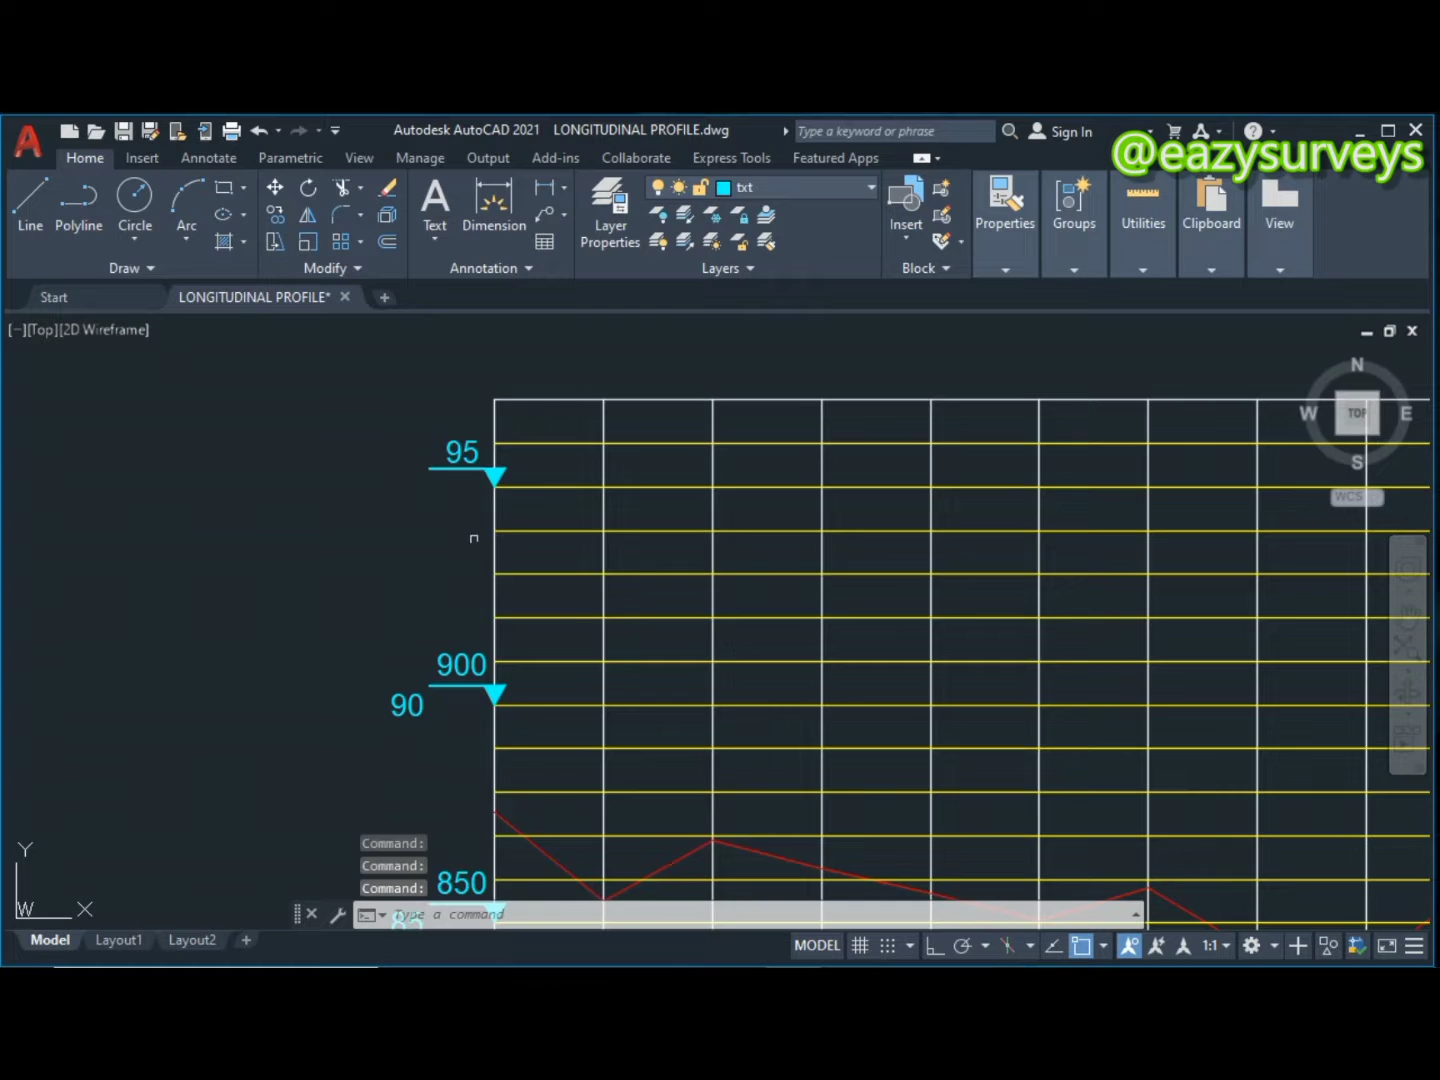 Autodesk AutoCAD 2021 LONGITUDINAL PROFILE.dwg
Type a keyword or phrase
Sign In
@eazysurveys
Home Insert Annotate Parametric View Manage Output Add-ins Collaborate Express Tools Featured Apps
txt
Line Polyline Circle Arc
Text Dimension
Layer Properties
Insert
Properties Groups Utilities Clipboard View
Draw Modify Annotation Layers Block
Start LONGITUDINAL PROFILE*
[−][Top][2D Wireframe]
N
W TOP E
S
WCS
95
900
90
850
85
Command:
Command:
Command:
Type a command
Y
W X
Model Layout1 Layout2
MODEL 1:1